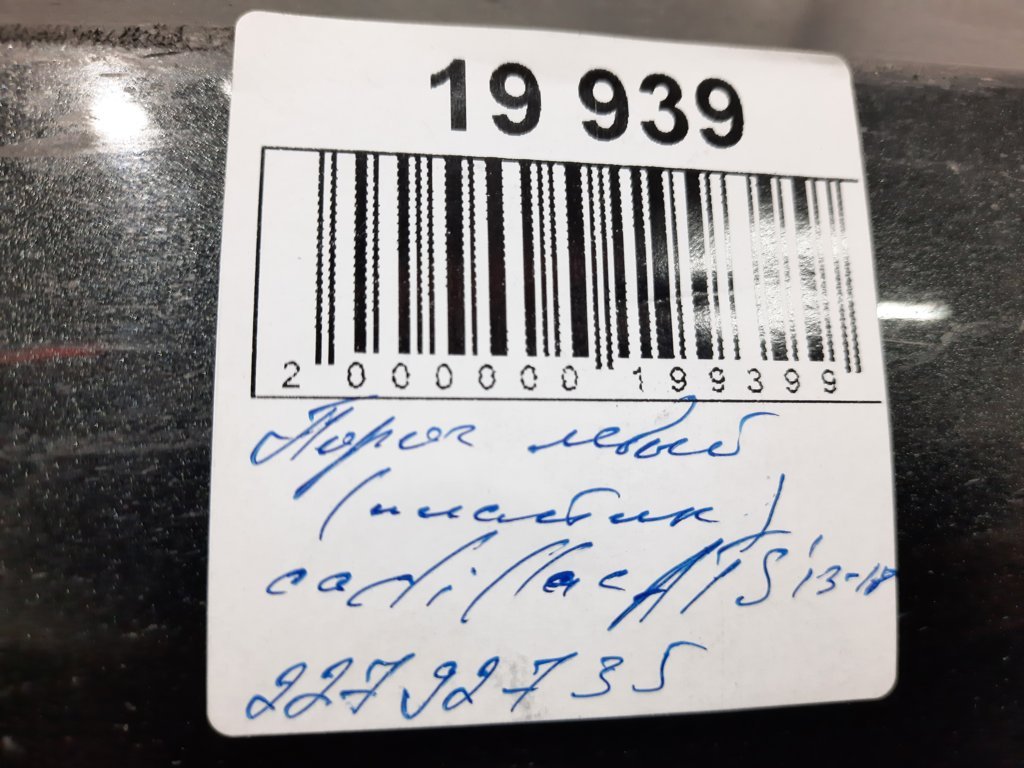 19 939
2 000000 199399
Порог левый
(пластик)
cadillac ATS 13-18
22792735